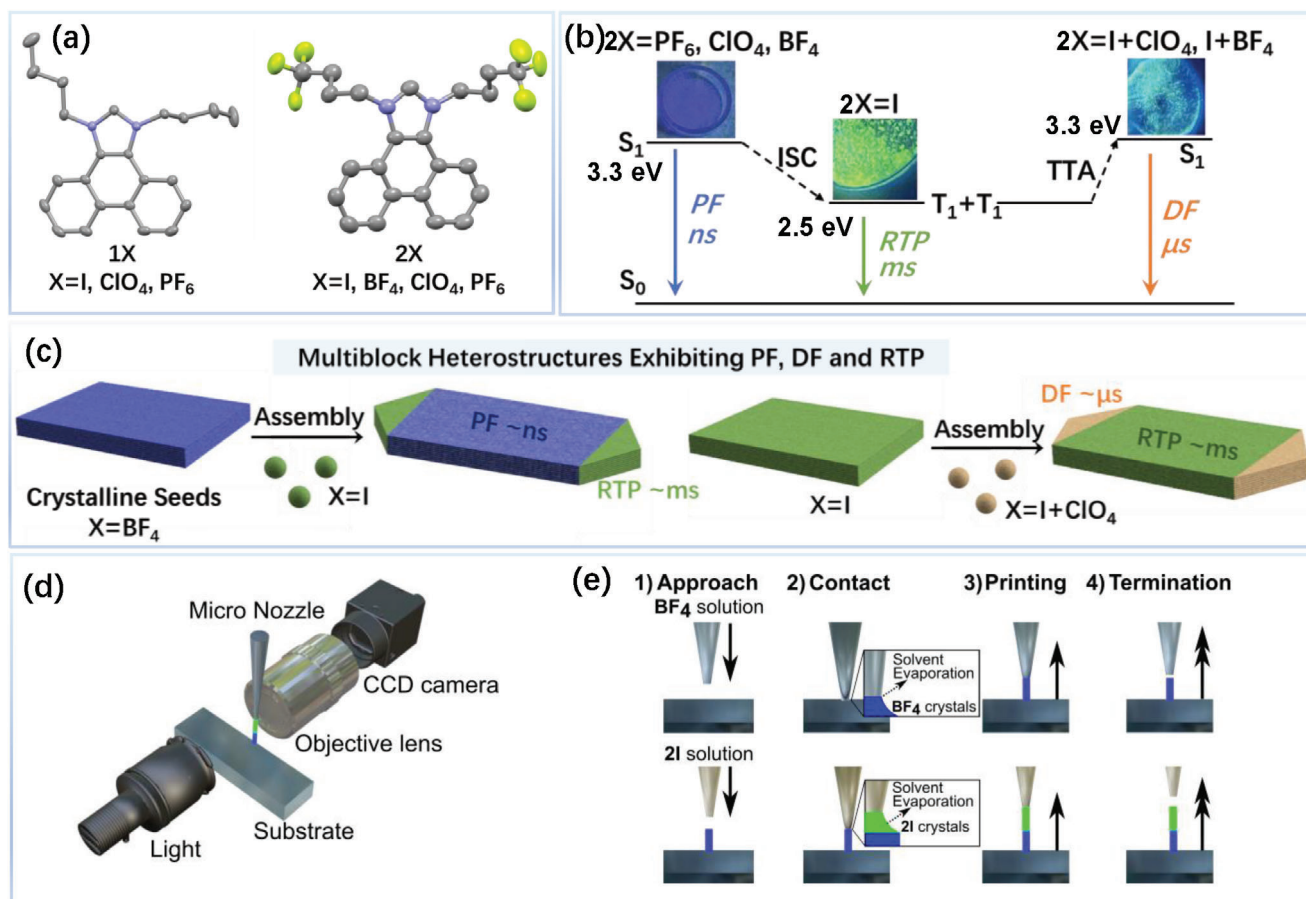 (a)
1X
X=I, ClO4, PF6
2X
X=I, BF4, ClO4, PF6
(b)
2X=PF6, ClO4, BF4
2X=I+ClO4, I+BF4
2X=I
S1
3.3 eV
ISC
PF
ns
2.5 eV
T1+T1
RTP
ms
TTA
3.3 eV
S1
DF
μs
S0
(c)
Multiblock Heterostructures Exhibiting PF, DF and RTP
Crystalline Seeds
X=BF4
Assembly
X=I
PF ~ns
RTP ~ms
X=I
Assembly
X=I+ClO4
DF ~μs
RTP ~ms
(d)
Micro Nozzle
CCD camera
Objective lens
Substrate
Light
(e)
1) Approach
2) Contact
3) Printing
4) Termination
BF4 solution
Solvent
Evaporation
BF4 crystals
2I solution
Solvent
Evaporation
2I crystals